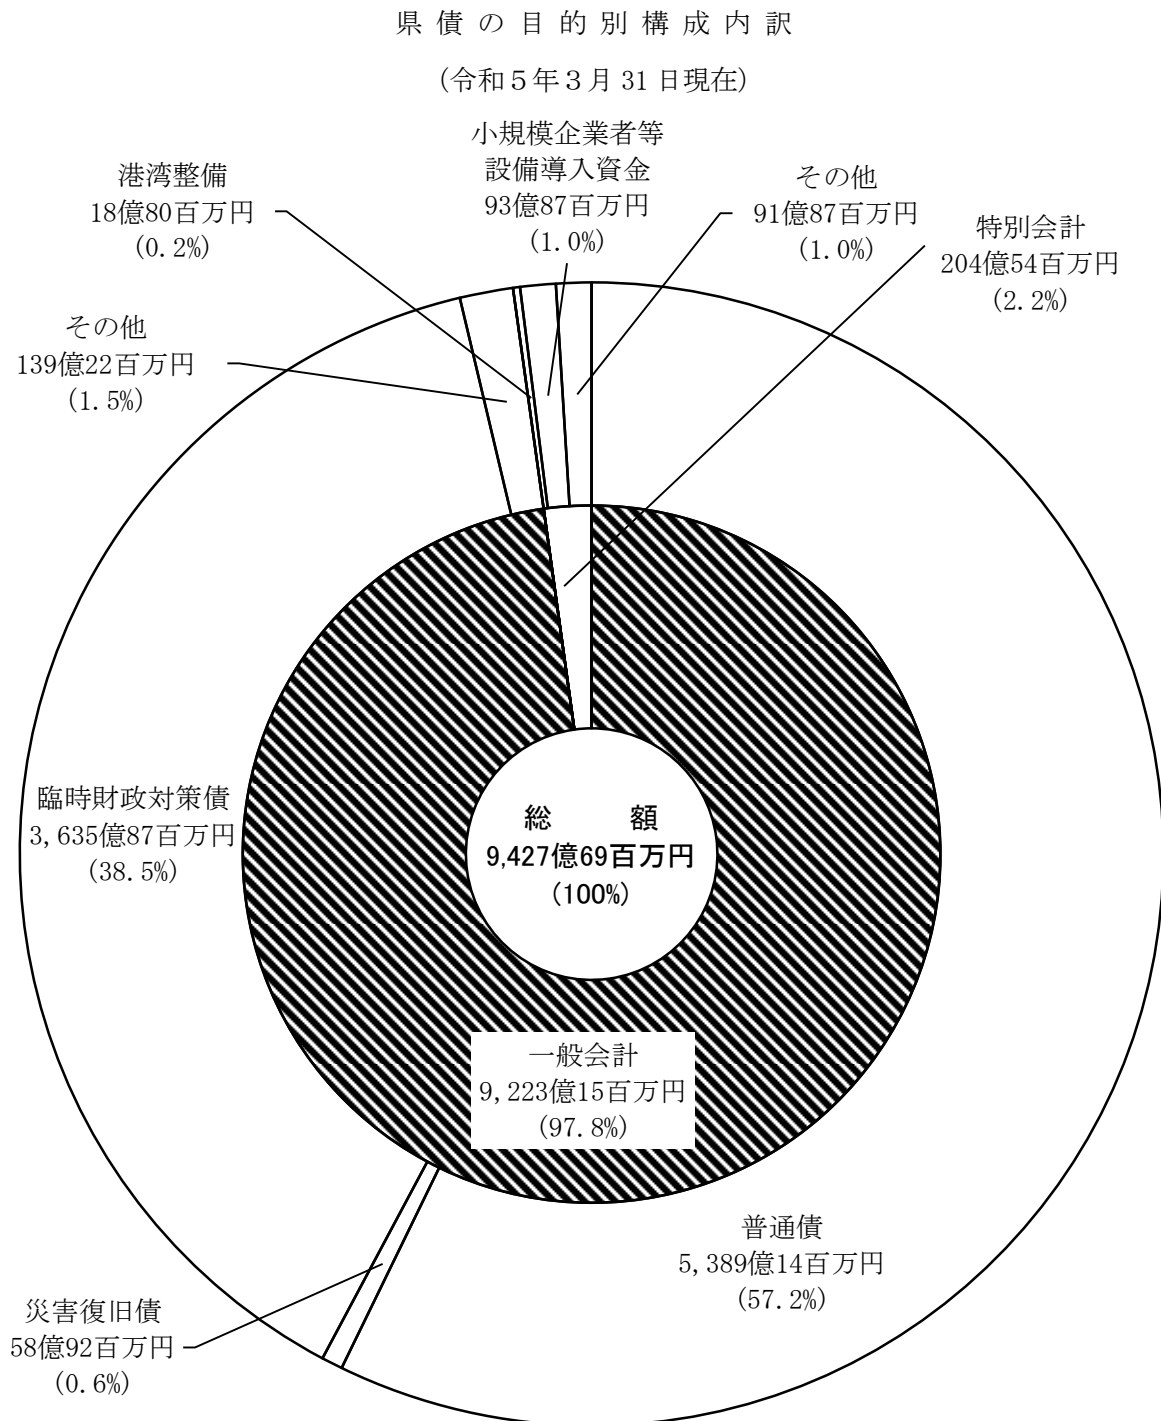 県債の目的別構成内訳
(令和5年3月31日現在)
小規模企業者等
設備導入資金
93億87百万円
(1.0%)
港湾整備
18億80百万円
(0.2%)
その他
91億87百万円
(1.0%)
特別会計
204億54百万円
(2.2%)
その他
139億22百万円
(1.5%)
臨時財政対策債
3,635億87百万円
(38.5%)
総額
9,427億69百万円
(100%)
一般会計
9,223億15百万円
(97.8%)
普通債
5,389億14百万円
(57.2%)
災害復旧債
58億92百万円
(0.6%)